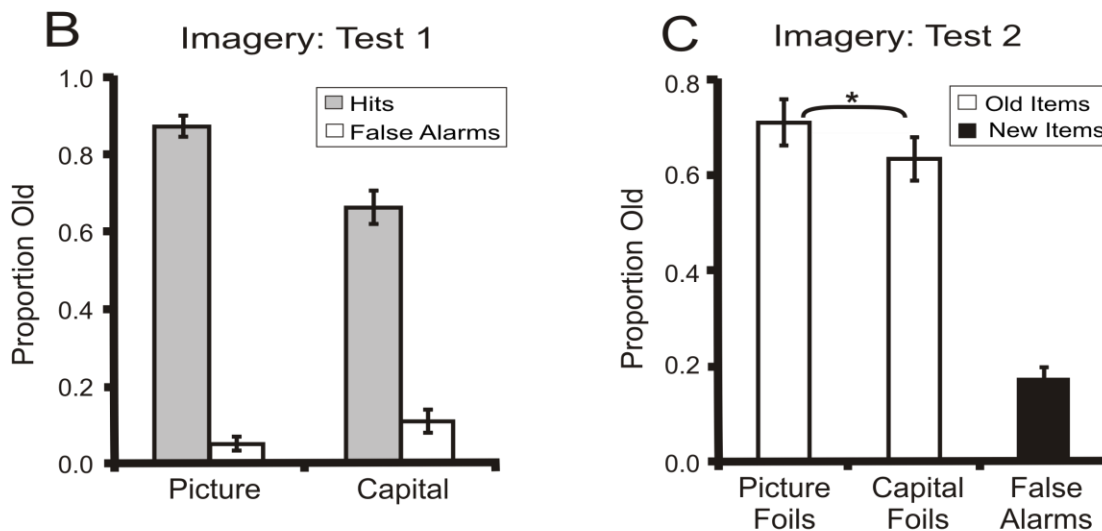 B
Imagery: Test 1
Hits
False Alarms
Proportion Old
1.0
0.8
0.6
0.4
0.2
0.0
Picture
Capital
C
Imagery: Test 2
*
Old Items
New Items
Proportion Old
0.8
0.6
0.4
0.2
0.0
Picture
Foils
Capital
Foils
False
Alarms